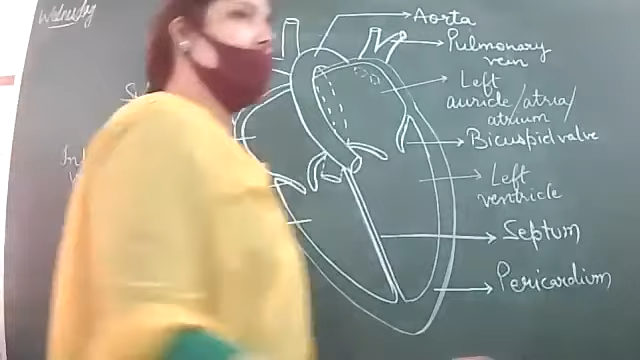 Wednesday
Aorta
Pulmonary
vein
Left
auricle/atria/
atrium/
Bicuspid valve
Left
ventricle
Septum
Pericardium